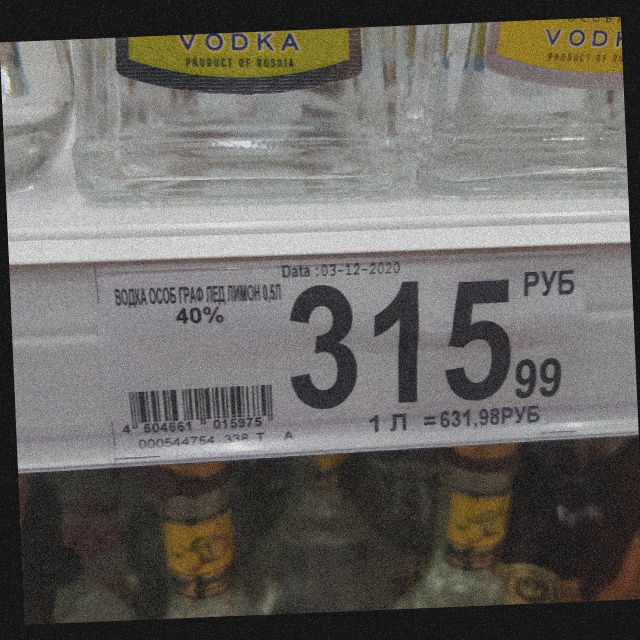 VODKA
PRODUCT OF RUSSIA
VODK
PRODUCT OF
Data :03-12-2020
ВОДКА ОСОБ ГРАФ ЛЕД ЛИМОН 0,5Л
40%
315
99
РУБ
1 Л =631,98РУБ
4 604661 015975
000544754 338 T A